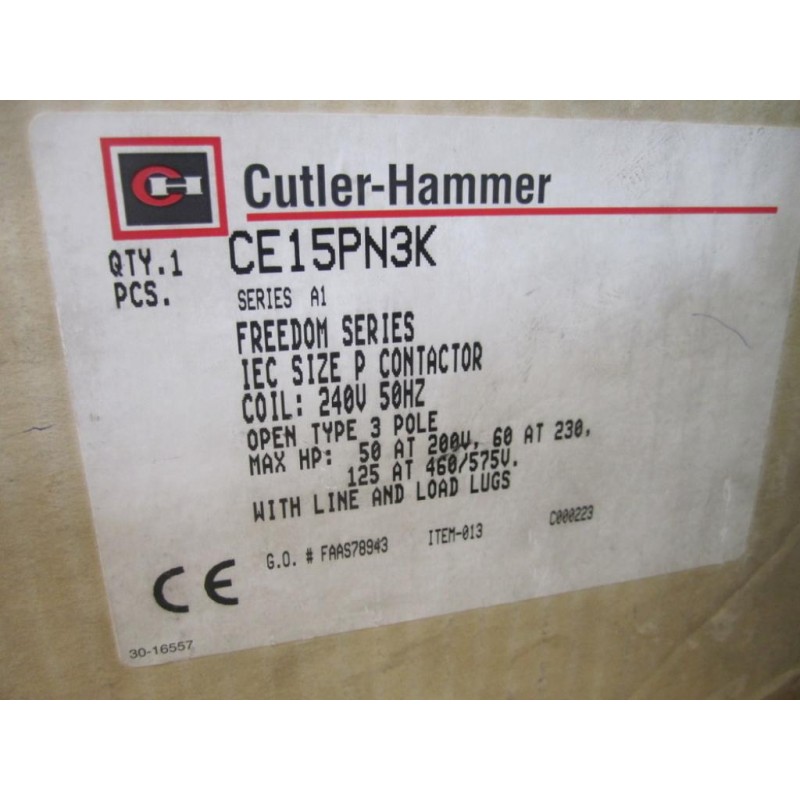 CH Cutler-Hammer
QTY.1 CE15PN3K
PCS. SERIES A1
FREEDOM SERIES
IEC SIZE P CONTACTOR
COIL: 240V 50HZ
OPEN TYPE 3 POLE
MAX HP: 50 AT 200V, 60 AT 230,
125 AT 460/575V.
WITH LINE AND LOAD LUGS
G.O. # FAAS78943 ITEM-013 C000223
CE
30-16557